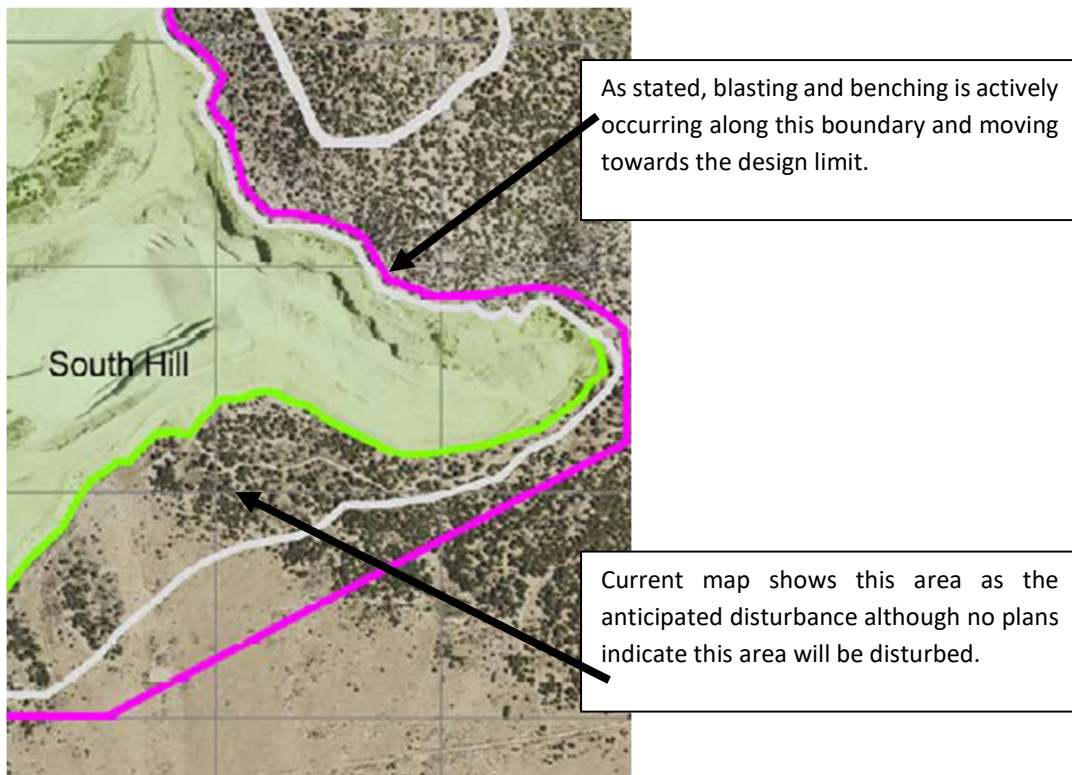 As stated, blasting and benching is actively
occurring along this boundary and moving
towards the design limit.
South Hill
Current map shows this area as the
anticipated disturbance although no plans
indicate this area will be disturbed.